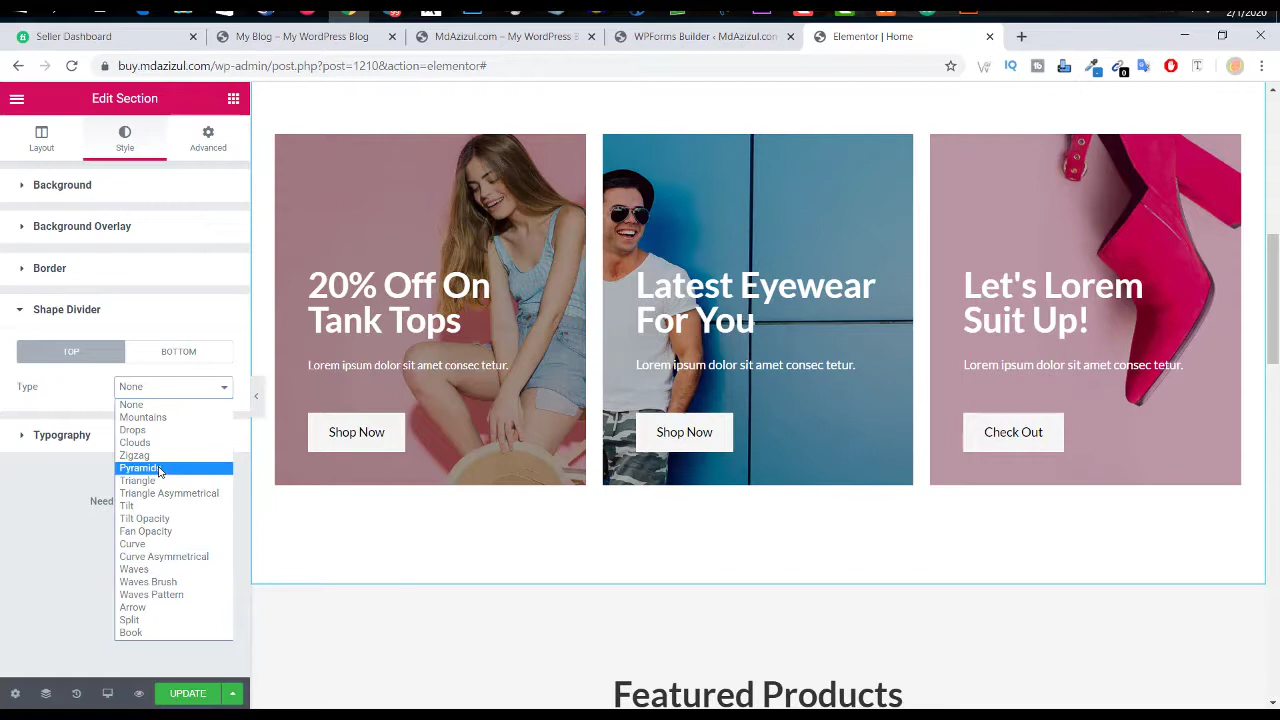 2/1/2020
Seller Dashboard
My Blog – My WordPress Blog
MdAzizul.com – My WordPress B
WPForms Builder ‹ MdAzizul.com
Elementor | Home
buy.mdazizul.com/wp-admin/post.php?post=1210&action=elementor#
IQ
Edit Section
Layout
Style
Advanced
Background
Background Overlay
Border
Shape Divider
TOP
BOTTOM
Type
None
None
Mountains
Drops
Clouds
Zigzag
Pyramids
Triangle
Triangle Asymmetrical
Tilt
Tilt Opacity
Fan Opacity
Curve
Curve Asymmetrical
Waves
Waves Brush
Waves Pattern
Arrow
Split
Book
Typography
Need
UPDATE
20% Off On
Tank Tops
Lorem ipsum dolor sit amet consec tetur.
Shop Now
Latest Eyewear
For You
Lorem ipsum dolor sit amet consec tetur.
Shop Now
Let's Lorem
Suit Up!
Lorem ipsum dolor sit amet consec tetur.
Check Out
Featured Products